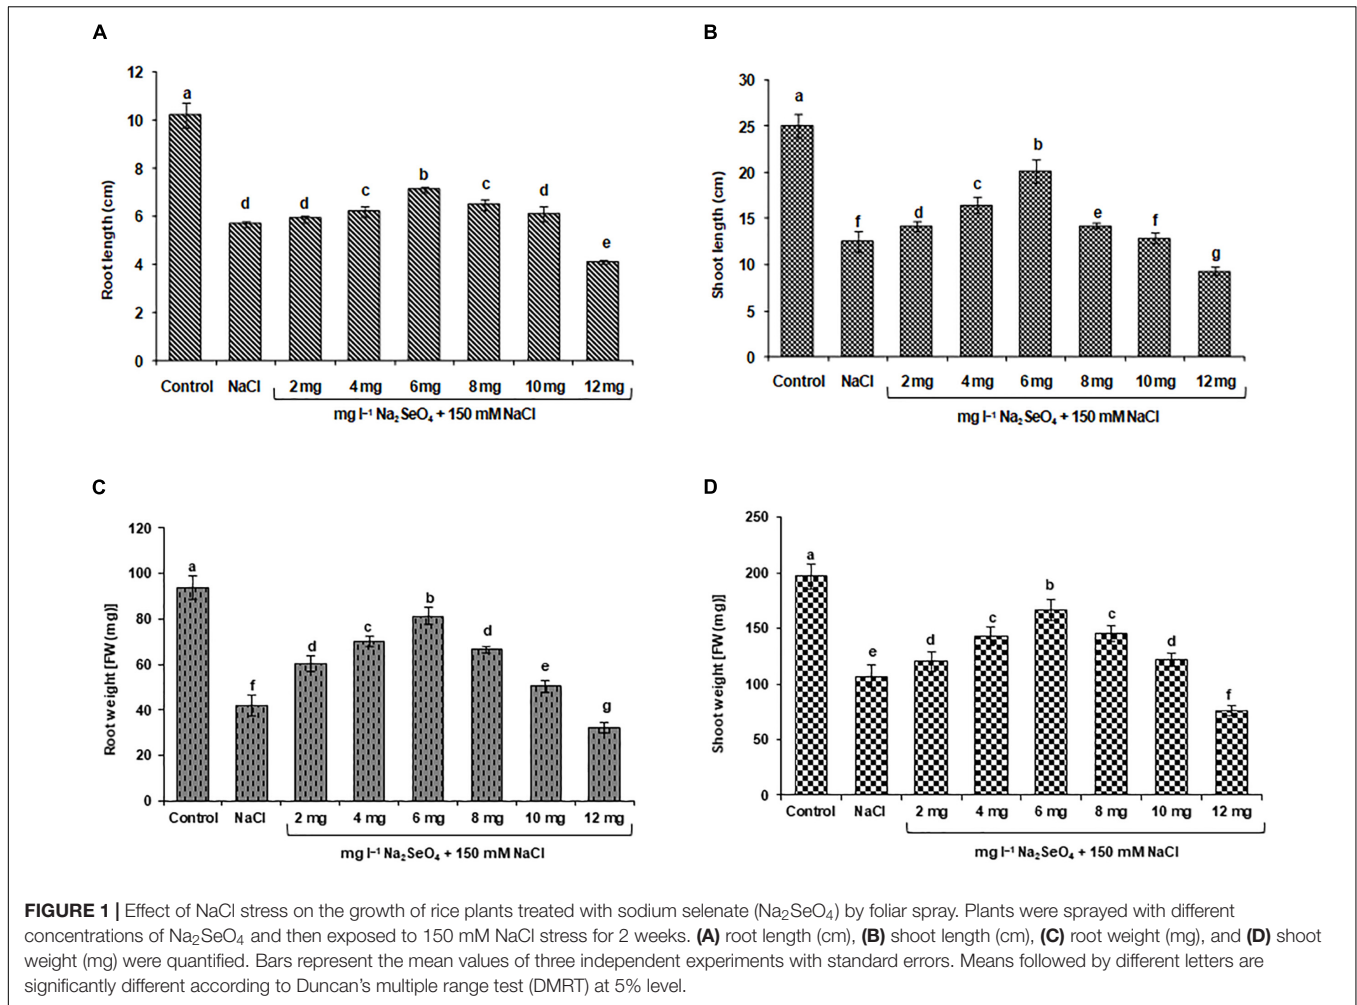 A
Root length (cm)
12
10
8
6
4
2
0
a
d
d
c
b
c
d
e
Control NaCl 2mg 4mg 6mg 8mg 10mg 12mg
mg l⁻¹ Na₂SeO₄ + 150 mM NaCl
B
Shoot length (cm)
30
25
20
15
10
5
0
a
f
d
c
b
e
f
g
Control NaCl 2mg 4mg 6mg 8mg 10mg 12mg
mg l⁻¹ Na₂SeO₄ + 150 mM NaCl
C
Root weight [FW (mg)]
120
100
80
60
40
20
0
a
f
d
c
b
d
e
g
Control NaCl 2 mg 4 mg 6 mg 8 mg 10 mg 12 mg
mg l⁻¹ Na₂SeO₄ + 150 mM NaCl
D
Shoot weight [FW (mg)]
250
200
150
100
50
0
a
e
d
c
b
c
d
f
Control NaCl 2 mg 4 mg 6 mg 8 mg 10 mg 12 mg
mg l⁻¹ Na₂SeO₄ + 150 mM NaCl
FIGURE 1 | Effect of NaCl stress on the growth of rice plants treated with sodium selenate (Na₂SeO₄) by foliar spray. Plants were sprayed with different
concentrations of Na₂SeO₄ and then exposed to 150 mM NaCl stress for 2 weeks. (A) root length (cm), (B) shoot length (cm), (C) root weight (mg), and (D) shoot
weight (mg) were quantified. Bars represent the mean values of three independent experiments with standard errors. Means followed by different letters are
significantly different according to Duncan's multiple range test (DMRT) at 5% level.